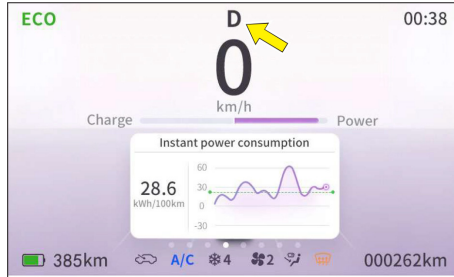 ECO D 00:38
0
km/h
Charge Power
Instant power consumption
28.6
kWh/100km
60
30
0
-30
385km A/C 4 2 000262km